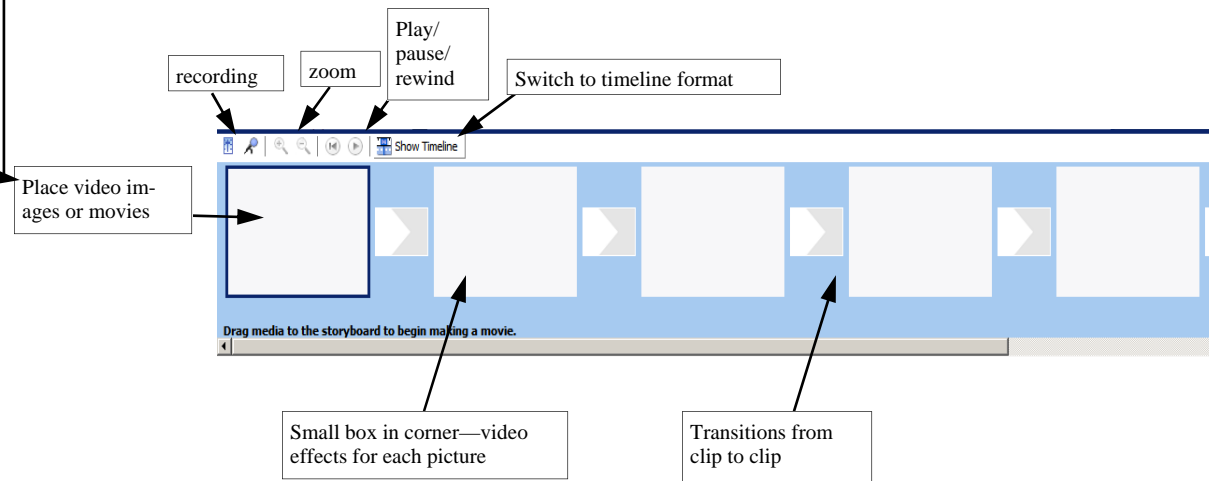 Play/
pause/
rewind
recording
zoom
Switch to timeline format
Show Timeline
Place video im-
ages or movies
Drag media to the storyboard to begin making a movie.
Small box in corner—video
effects for each picture
Transitions from
clip to clip